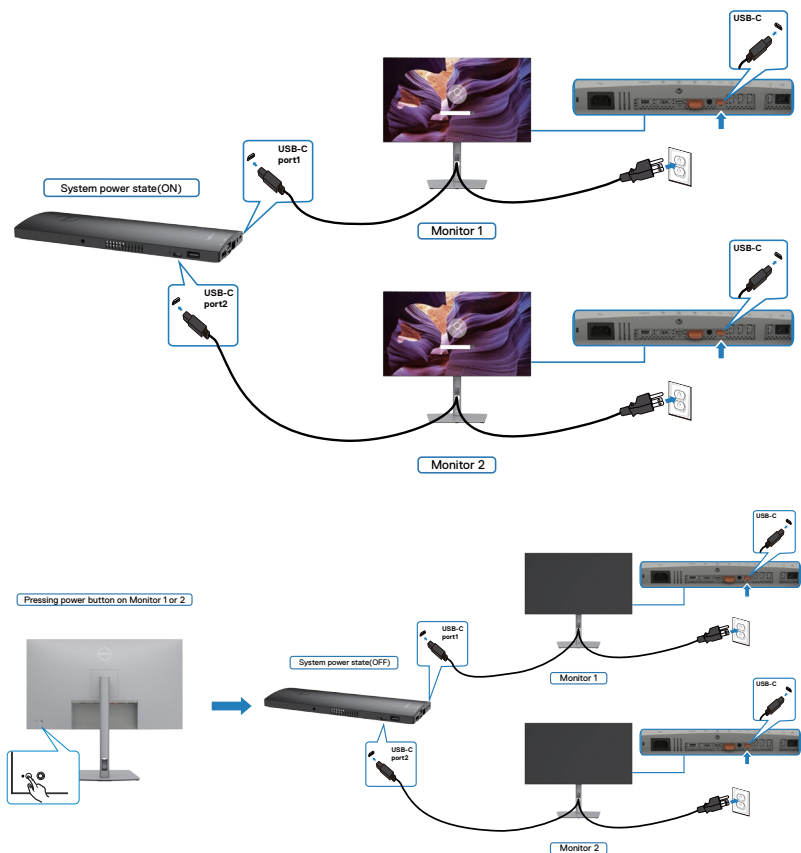 USB-C
USB-C
port1
System power state(ON)
Monitor 1
USB-C
USB-C
port2
Monitor 2
USB-C
Pressing power button on Monitor 1 or 2
USB-C
port1
System power state(OFF)
Monitor 1
USB-C
USB-C
port2
Monitor 2